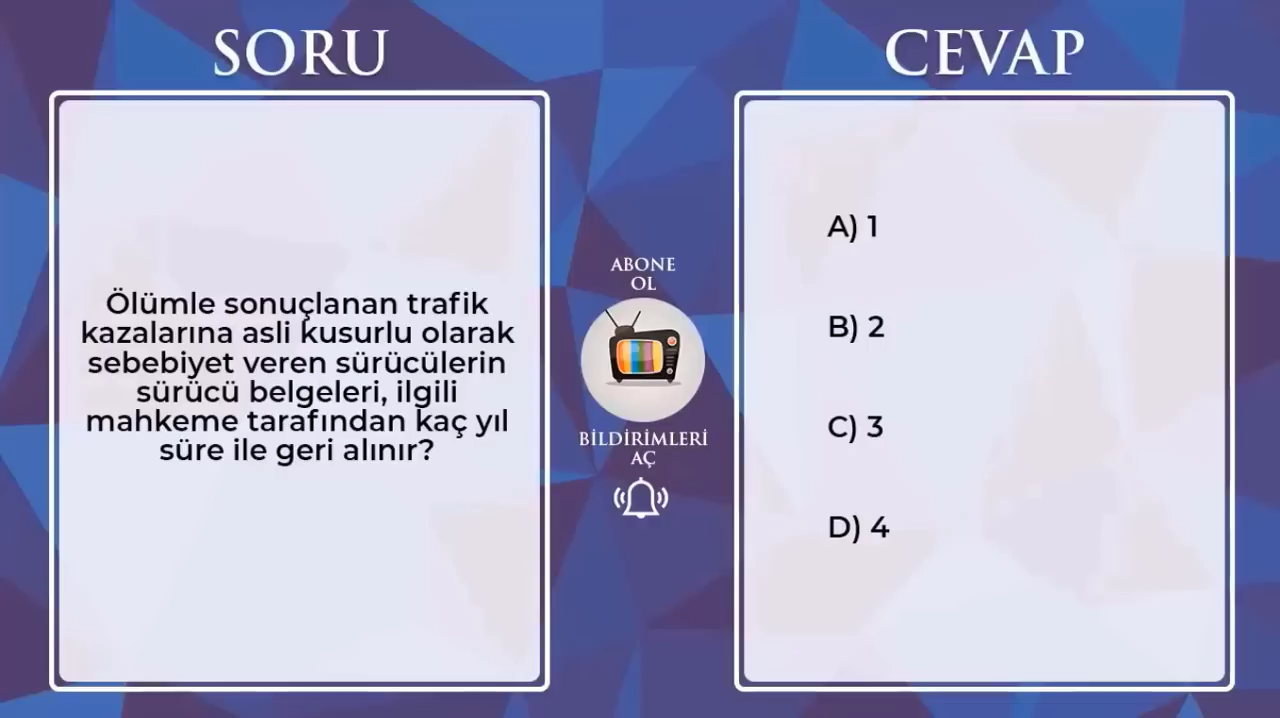 SORU
Ölümle sonuçlanan trafik
kazalarına asli kusurlu olarak
sebebiyet veren sürücülerin
sürücü belgeleri, ilgili
mahkeme tarafından kaç yıl
süre ile geri alınır?
ABONE
OL
BİLDİRİMLERİ
AÇ
CEVAP
A) 1
B) 2
C) 3
D) 4